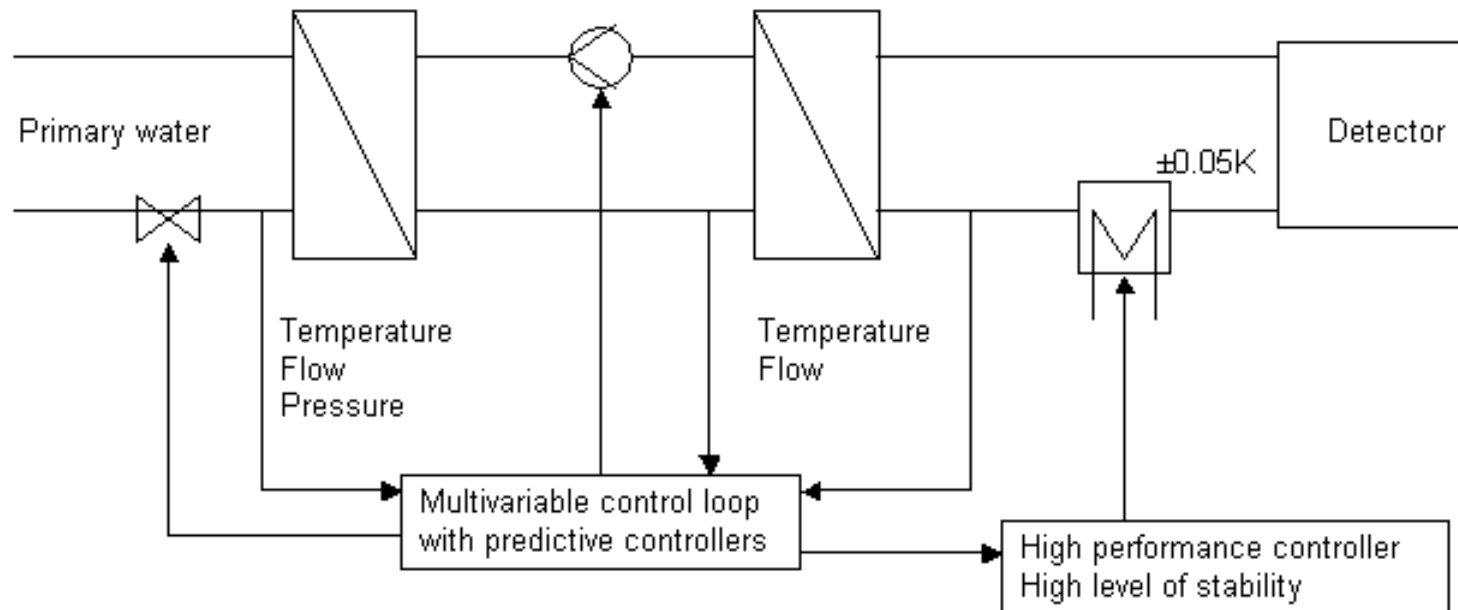 Primary water
Detector
±0.05K
Temperature
Flow
Pressure
Temperature
Flow
Multivariable control loop
with predictive controllers
High performance controller
High level of stability